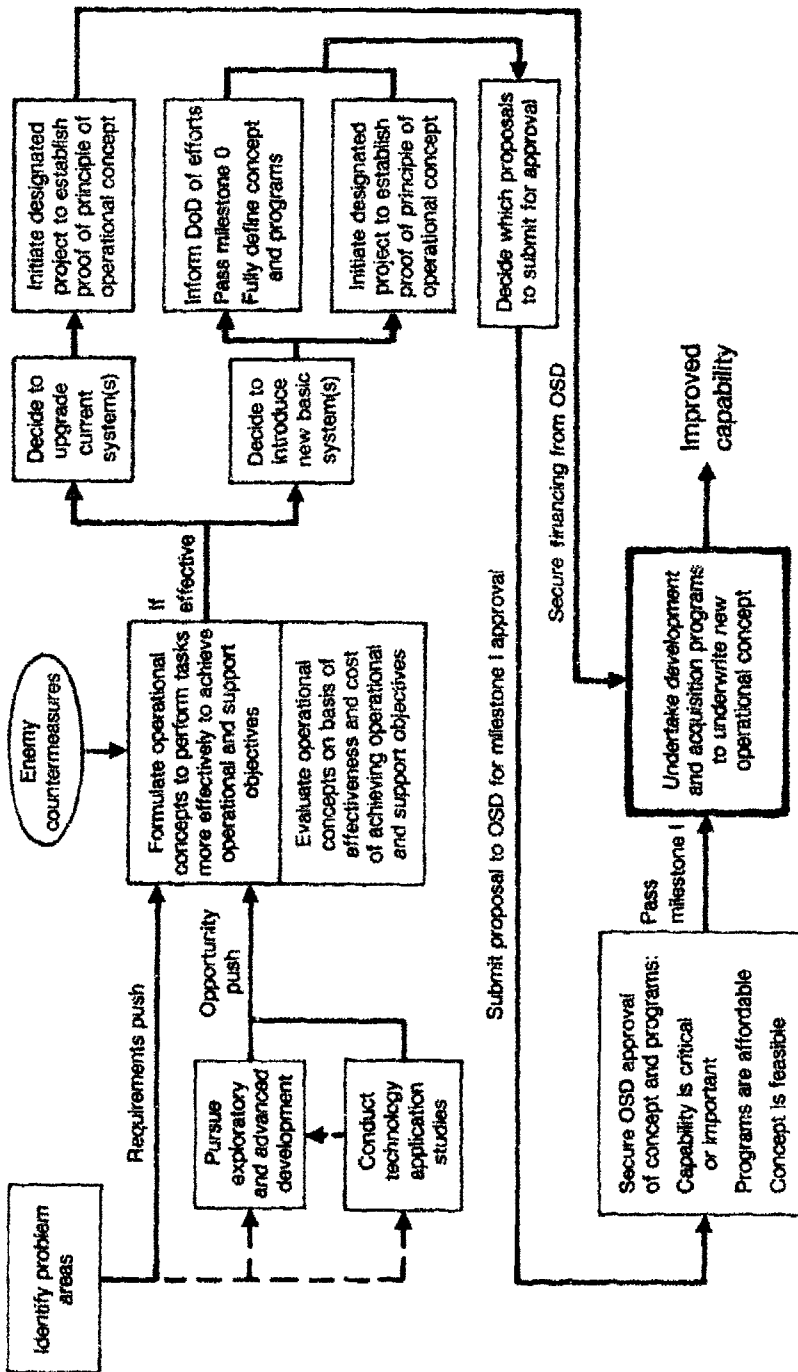 Identify problem
areas
Requirements push
Pursue
exploratory
and advanced
development
Conduct
technology
application
studies
Opportunity
push
Enemy
countermeasures
Formulate operational
concepts to perform tasks
more effectively to achieve
operational and support
objectives
Evaluate operational
concepts on basis of
effectiveness and cost
of achieving operational
and support objectives
If
effective
Decide to
upgrade
current
system(s)
Initiate designated
project to establish
proof of principle of
operational concept
Decide to
introduce
new basic
system(s)
Inform DoD of efforts
Pass milestone 0
Fully define concept
and programs
Initiate designated
project to establish
proof of principle of
operational concept
Decide which proposals
to submit for approval
Submit proposal to OSD for milestone I approval
Secure financing from OSD
Secure OSD approval
of concept and programs:
Capability is critical
or important
Programs are affordable
Concept is feasible
Pass
milestone I
Undertake development
and acquisition programs
to underwrite new
operational concept
Improved
capability